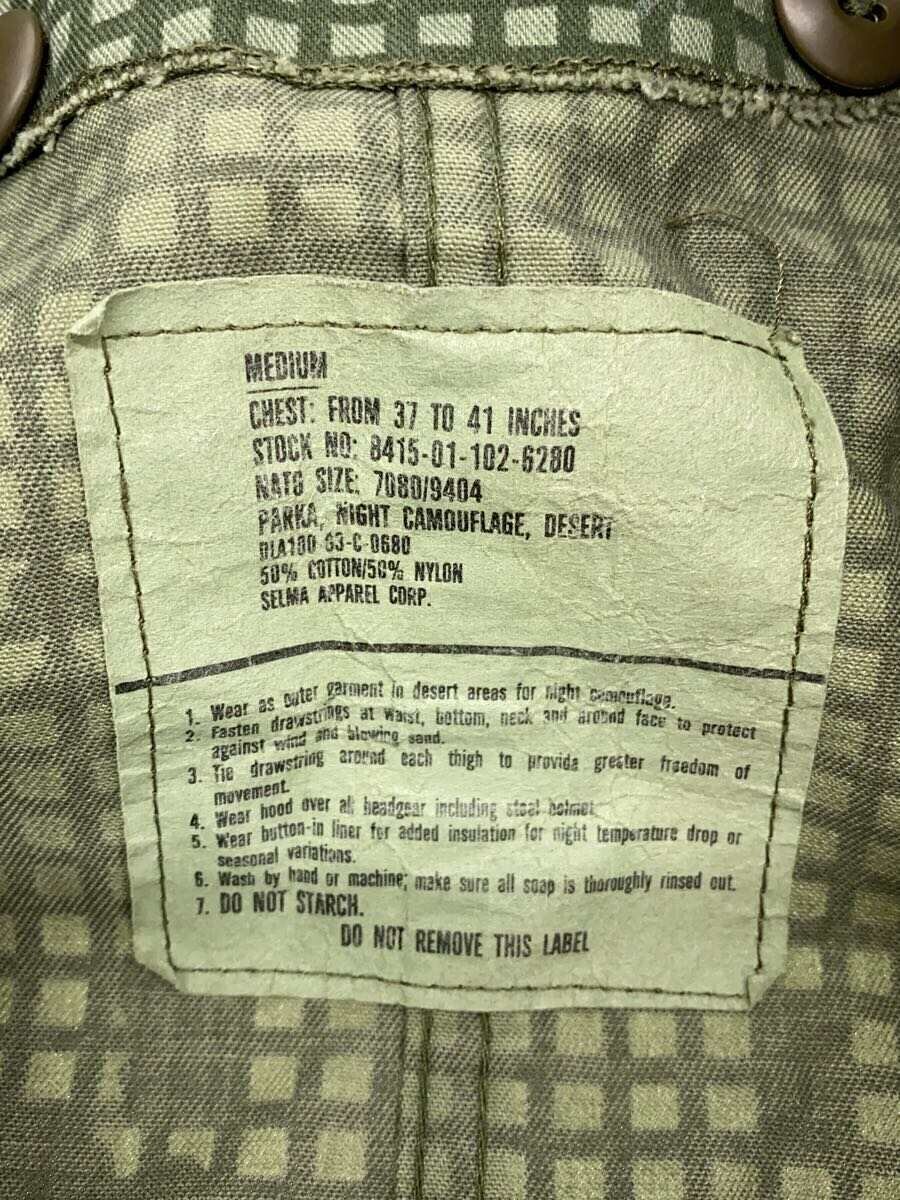 MEDIUM
CHEST: FROM 37 TO 41 INCHES
STOCK NO: 8415-01-102-6280
NATO SIZE: 7080/9404
PARKA, NIGHT CAMOUFLAGE, DESERT
DLA100-83-C-0680
50% COTTON/50% NYLON
SELMA APPAREL CORP.
1. Wear as outer garment in desert areas for night camouflage.
2. Fasten drawstrings at waist, bottom, neck and around face to protect
against wind and blowing sand.
3. Tie drawstring around each thigh to provide greater freedom of
movement.
4. Wear hood over all headgear including steel helmet.
5. Wear button-in liner for added insulation for night temperature drop or
seasonal variations.
6. Wash by hand or machine; make sure all soap is thoroughly rinsed out.
7. DO NOT STARCH.
DO NOT REMOVE THIS LABEL